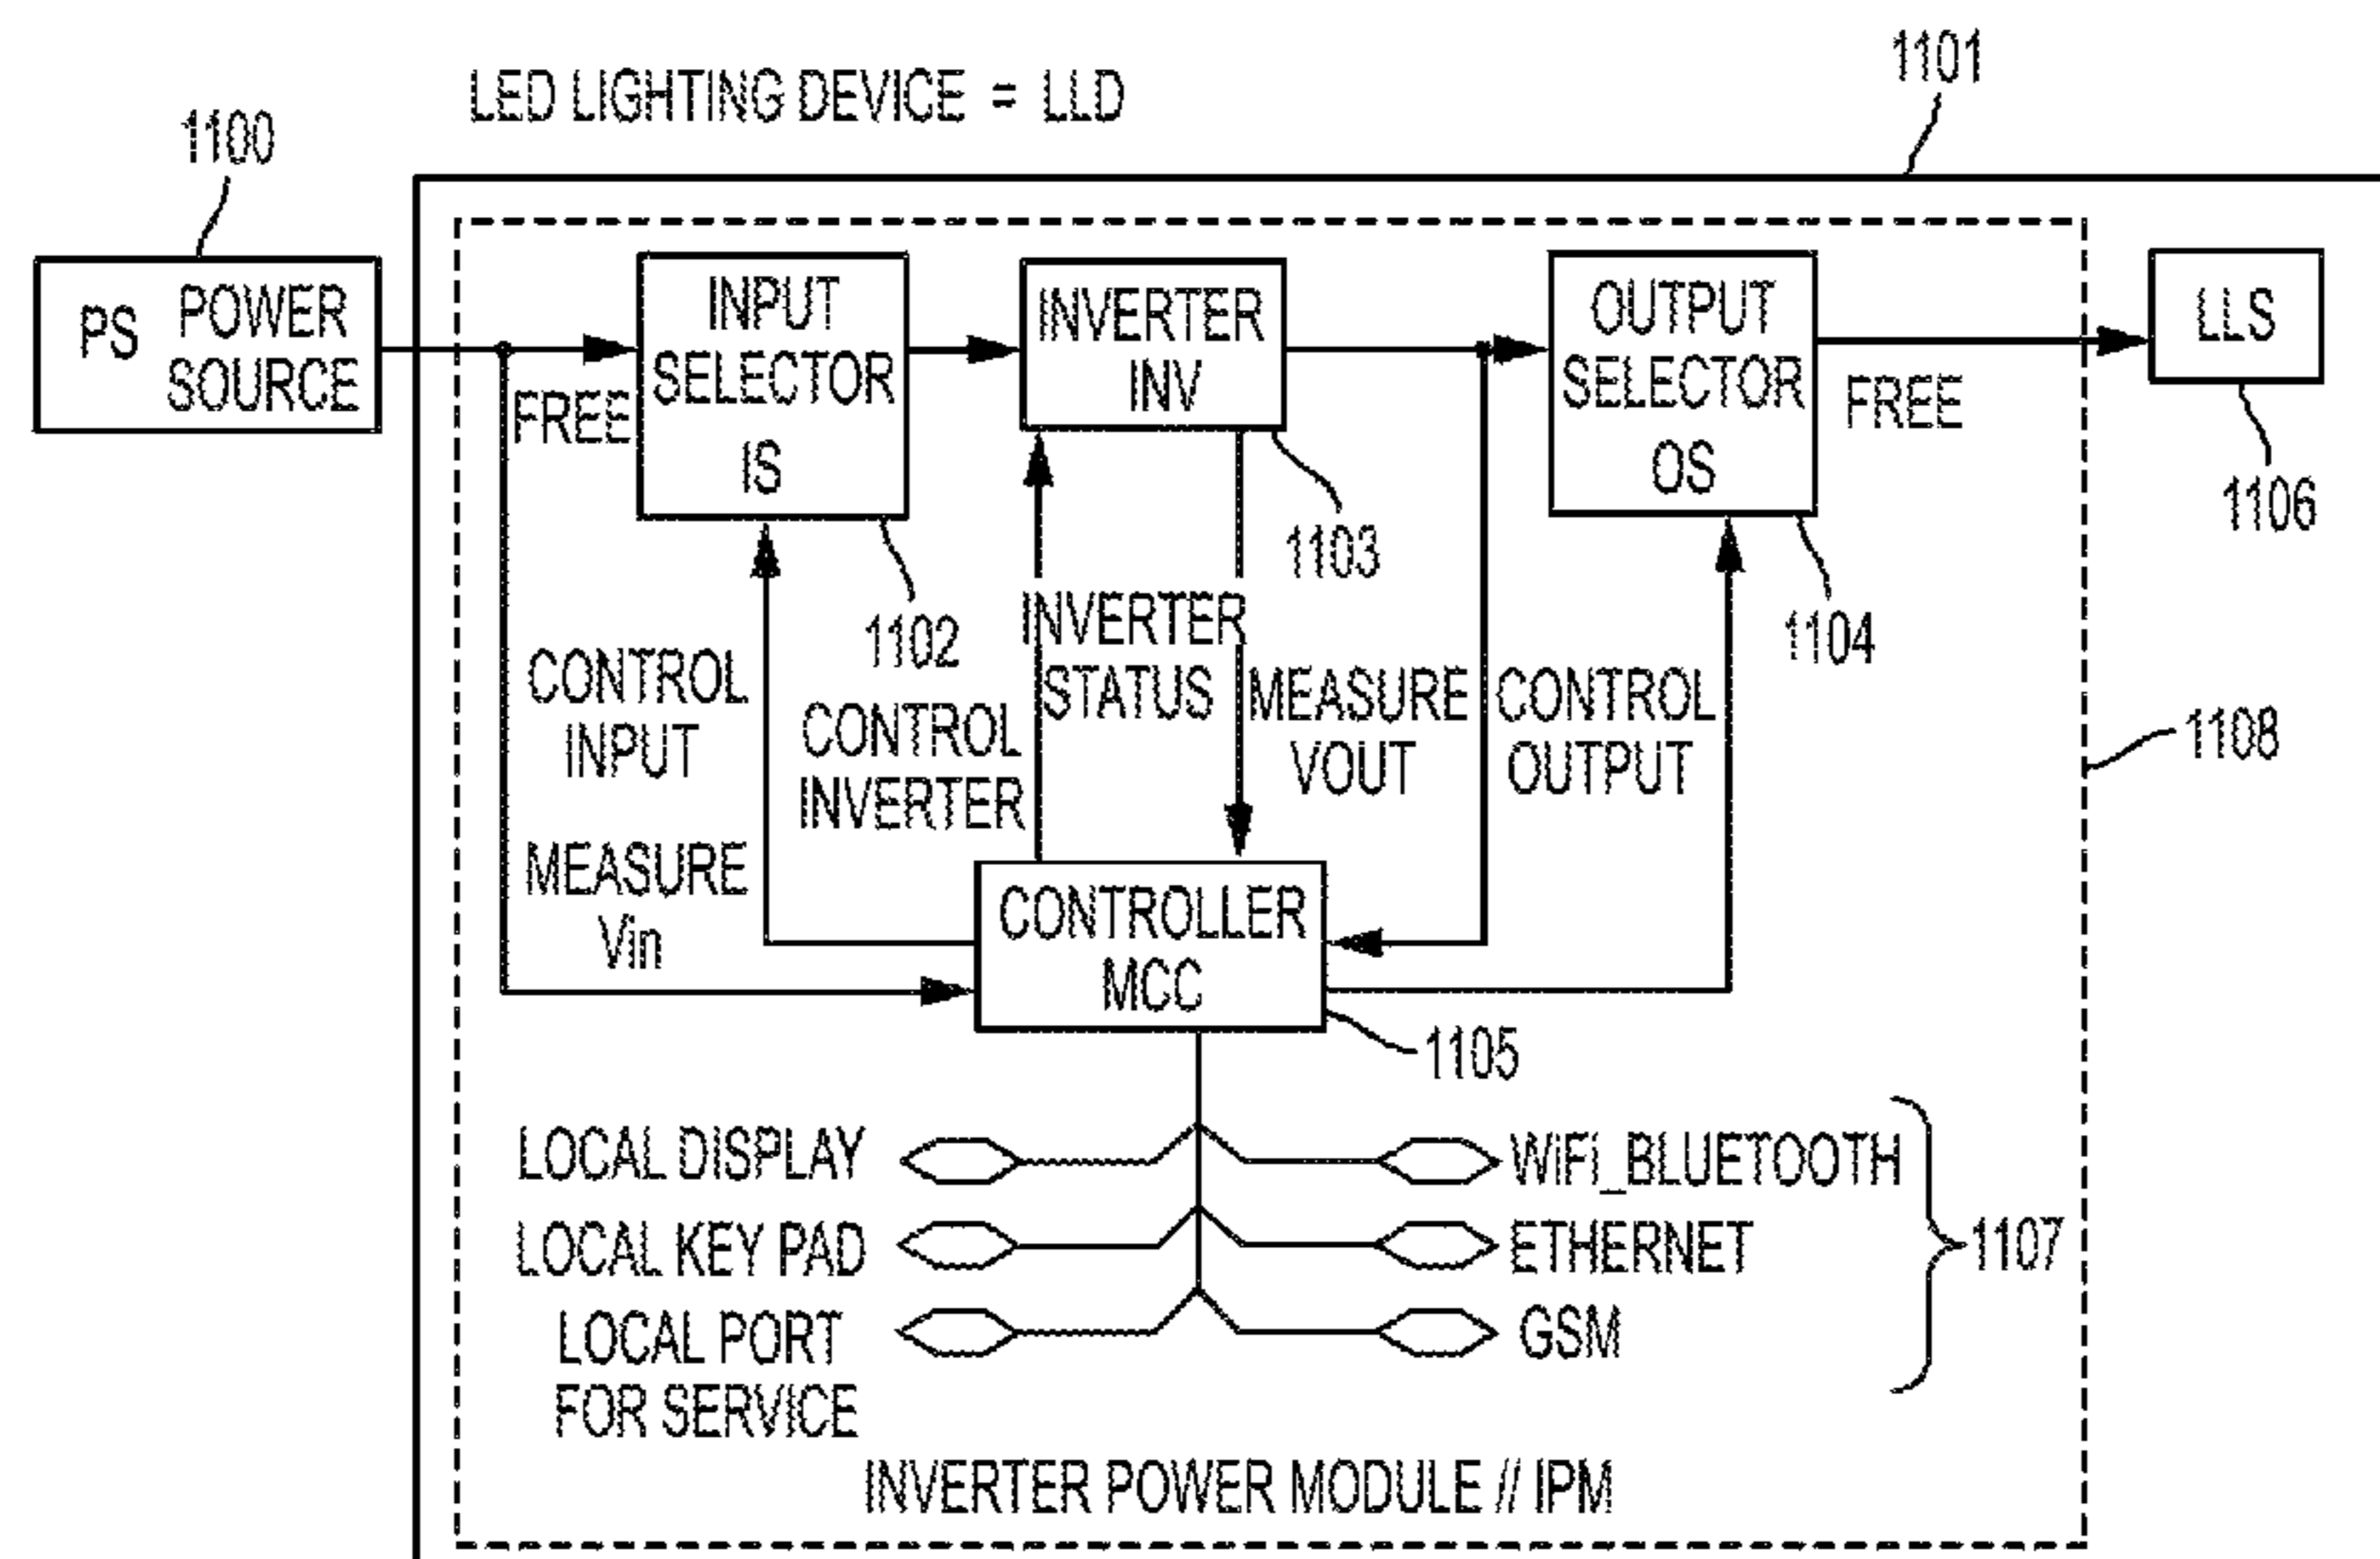 LED LIGHTING DEVICE = LLD
1101
1100
PS
POWER
SOURCE
FREE
INPUT
SELECTOR
IS
1102
INVERTER
INV
1103
OUTPUT
SELECTOR
OS
1104
FREE
LLS
1106
CONTROL
INPUT
CONTROL
INVERTER
INVERTER
STATUS
MEASURE
VOUT
CONTROL
OUTPUT
1108
MEASURE
Vin
CONTROLLER
MCC
1105
LOCAL DISPLAY
LOCAL KEY PAD
LOCAL PORT
FOR SERVICE
WiFi_BLUETOOTH
ETHERNET
GSM
1107
INVERTER POWER MODULE // IPM